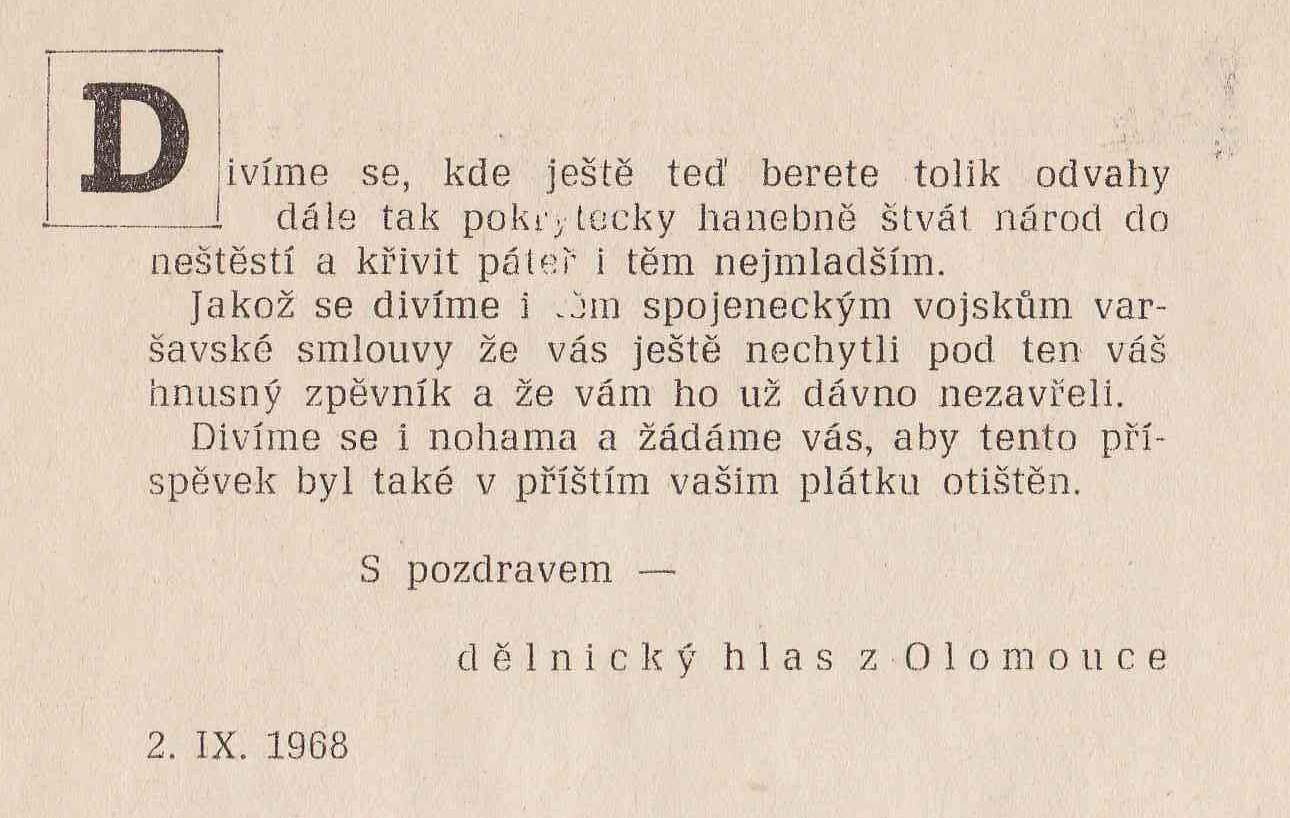 Divíme se, kde ještě teď berete tolik odvahy
dále tak pokrytecky hanebně štvát národ do
neštěstí a křivit páteř i těm nejmladším.
Jakož se divíme i těm spojeneckým vojskům var-
šavské smlouvy že vás ještě nechytli pod ten váš
hnusný zpěvník a že vám ho už dávno nezavřeli.
Divíme se i nohama a žádáme vás, aby tento pří-
spěvek byl také v příštím vašim plátku otištěn.
S pozdravem —
dělnický hlas z Olomouce
2. IX. 1968